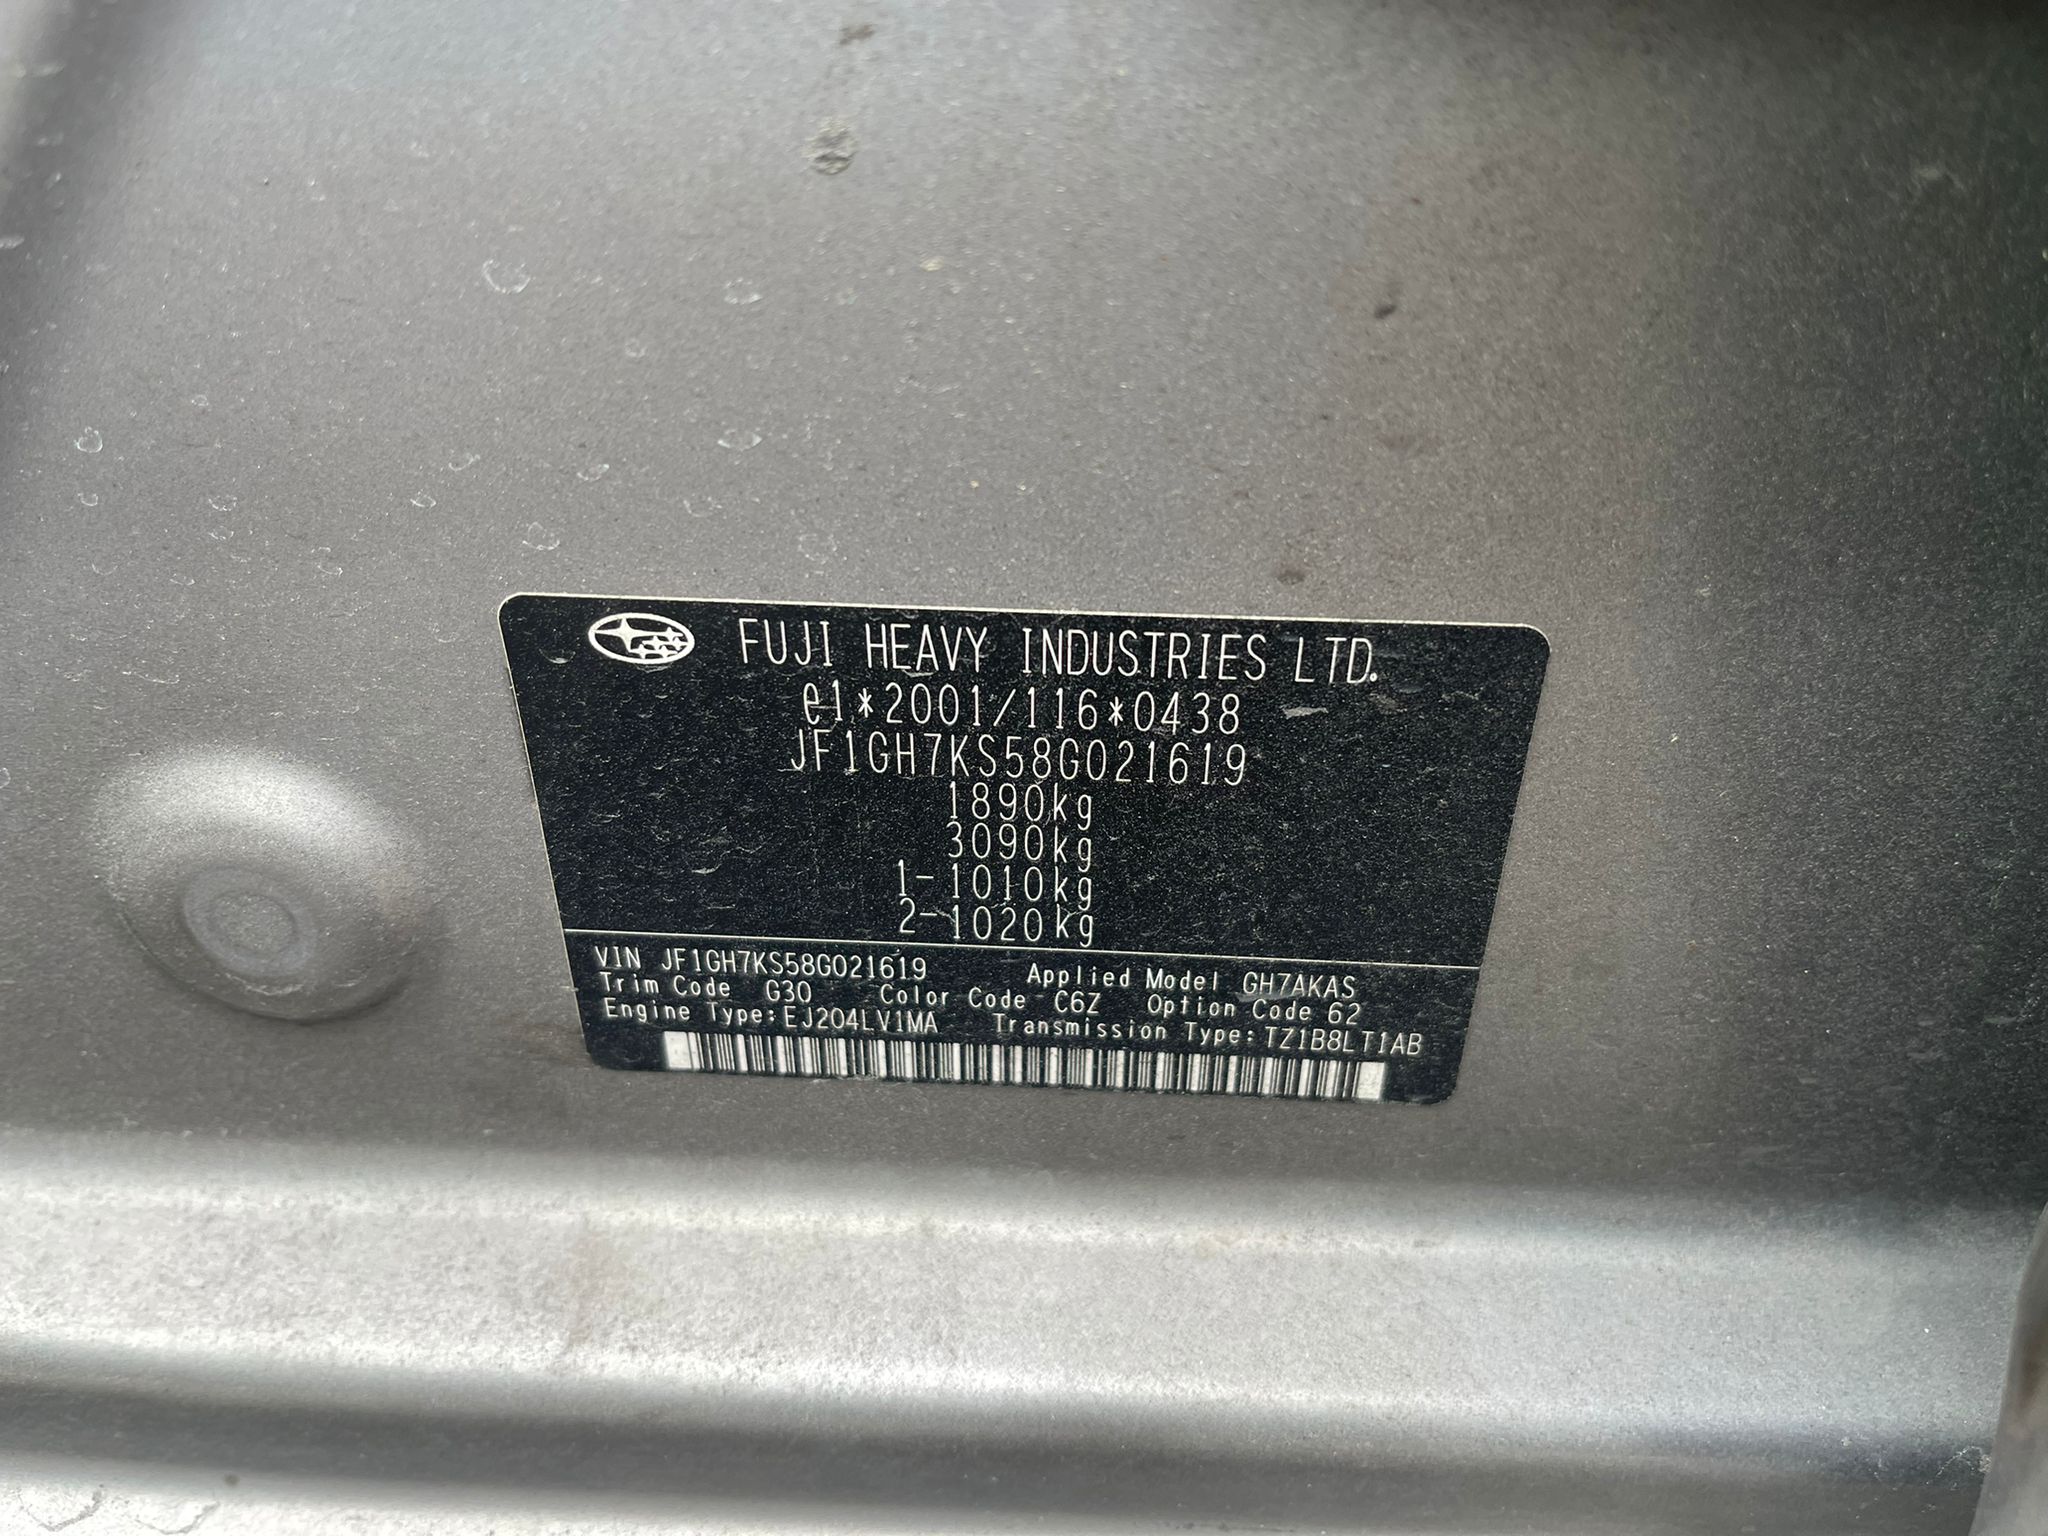 FUJI HEAVY INDUSTRIES LTD.
e1*2001/116*0438
JF1GH7KS58G021619
1890kg
3090kg
1-1010kg
2-1020kg
VIN JF1GH7KS58G021619 Applied Model GH7AKAS
Trim Code G30 Color Code C6Z Option Code 62
Engine Type:EJ204LV1MA Transmission Type:TZ1B8LT1AB